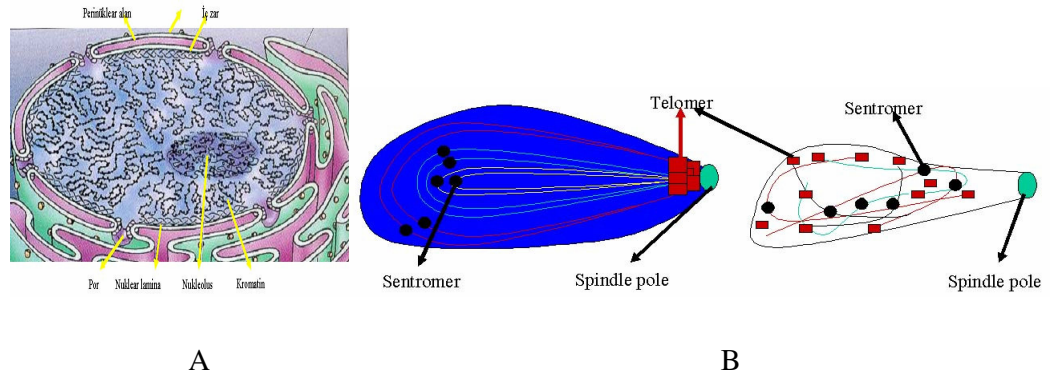 Perinüklear alan İç zar
Por Nuklear lamina Nukleolus Kromatin
Telomer Sentromer
Sentromer Spindle pole Spindle pole
A B